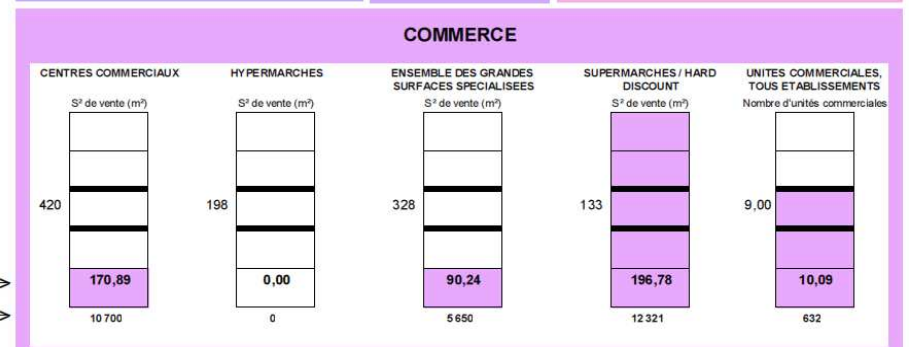 COMMERCE
CENTRES COMMERCIAUX
S² de vente (m²)
420
170,89
10 700
HYPERMARCHES
S² de vente (m²)
198
0,00
0
ENSEMBLE DES GRANDES
SURFACES SPECIALISEES
S² de vente (m²)
328
90,24
5 650
SUPERMARCHES / HARD
DISCOUNT
S² de vente (m²)
133
196,78
12 321
UNITES COMMERCIALES,
TOUS ETABLISSEMENTS
Nombre d'unités commerciales
9,00
10,09
632